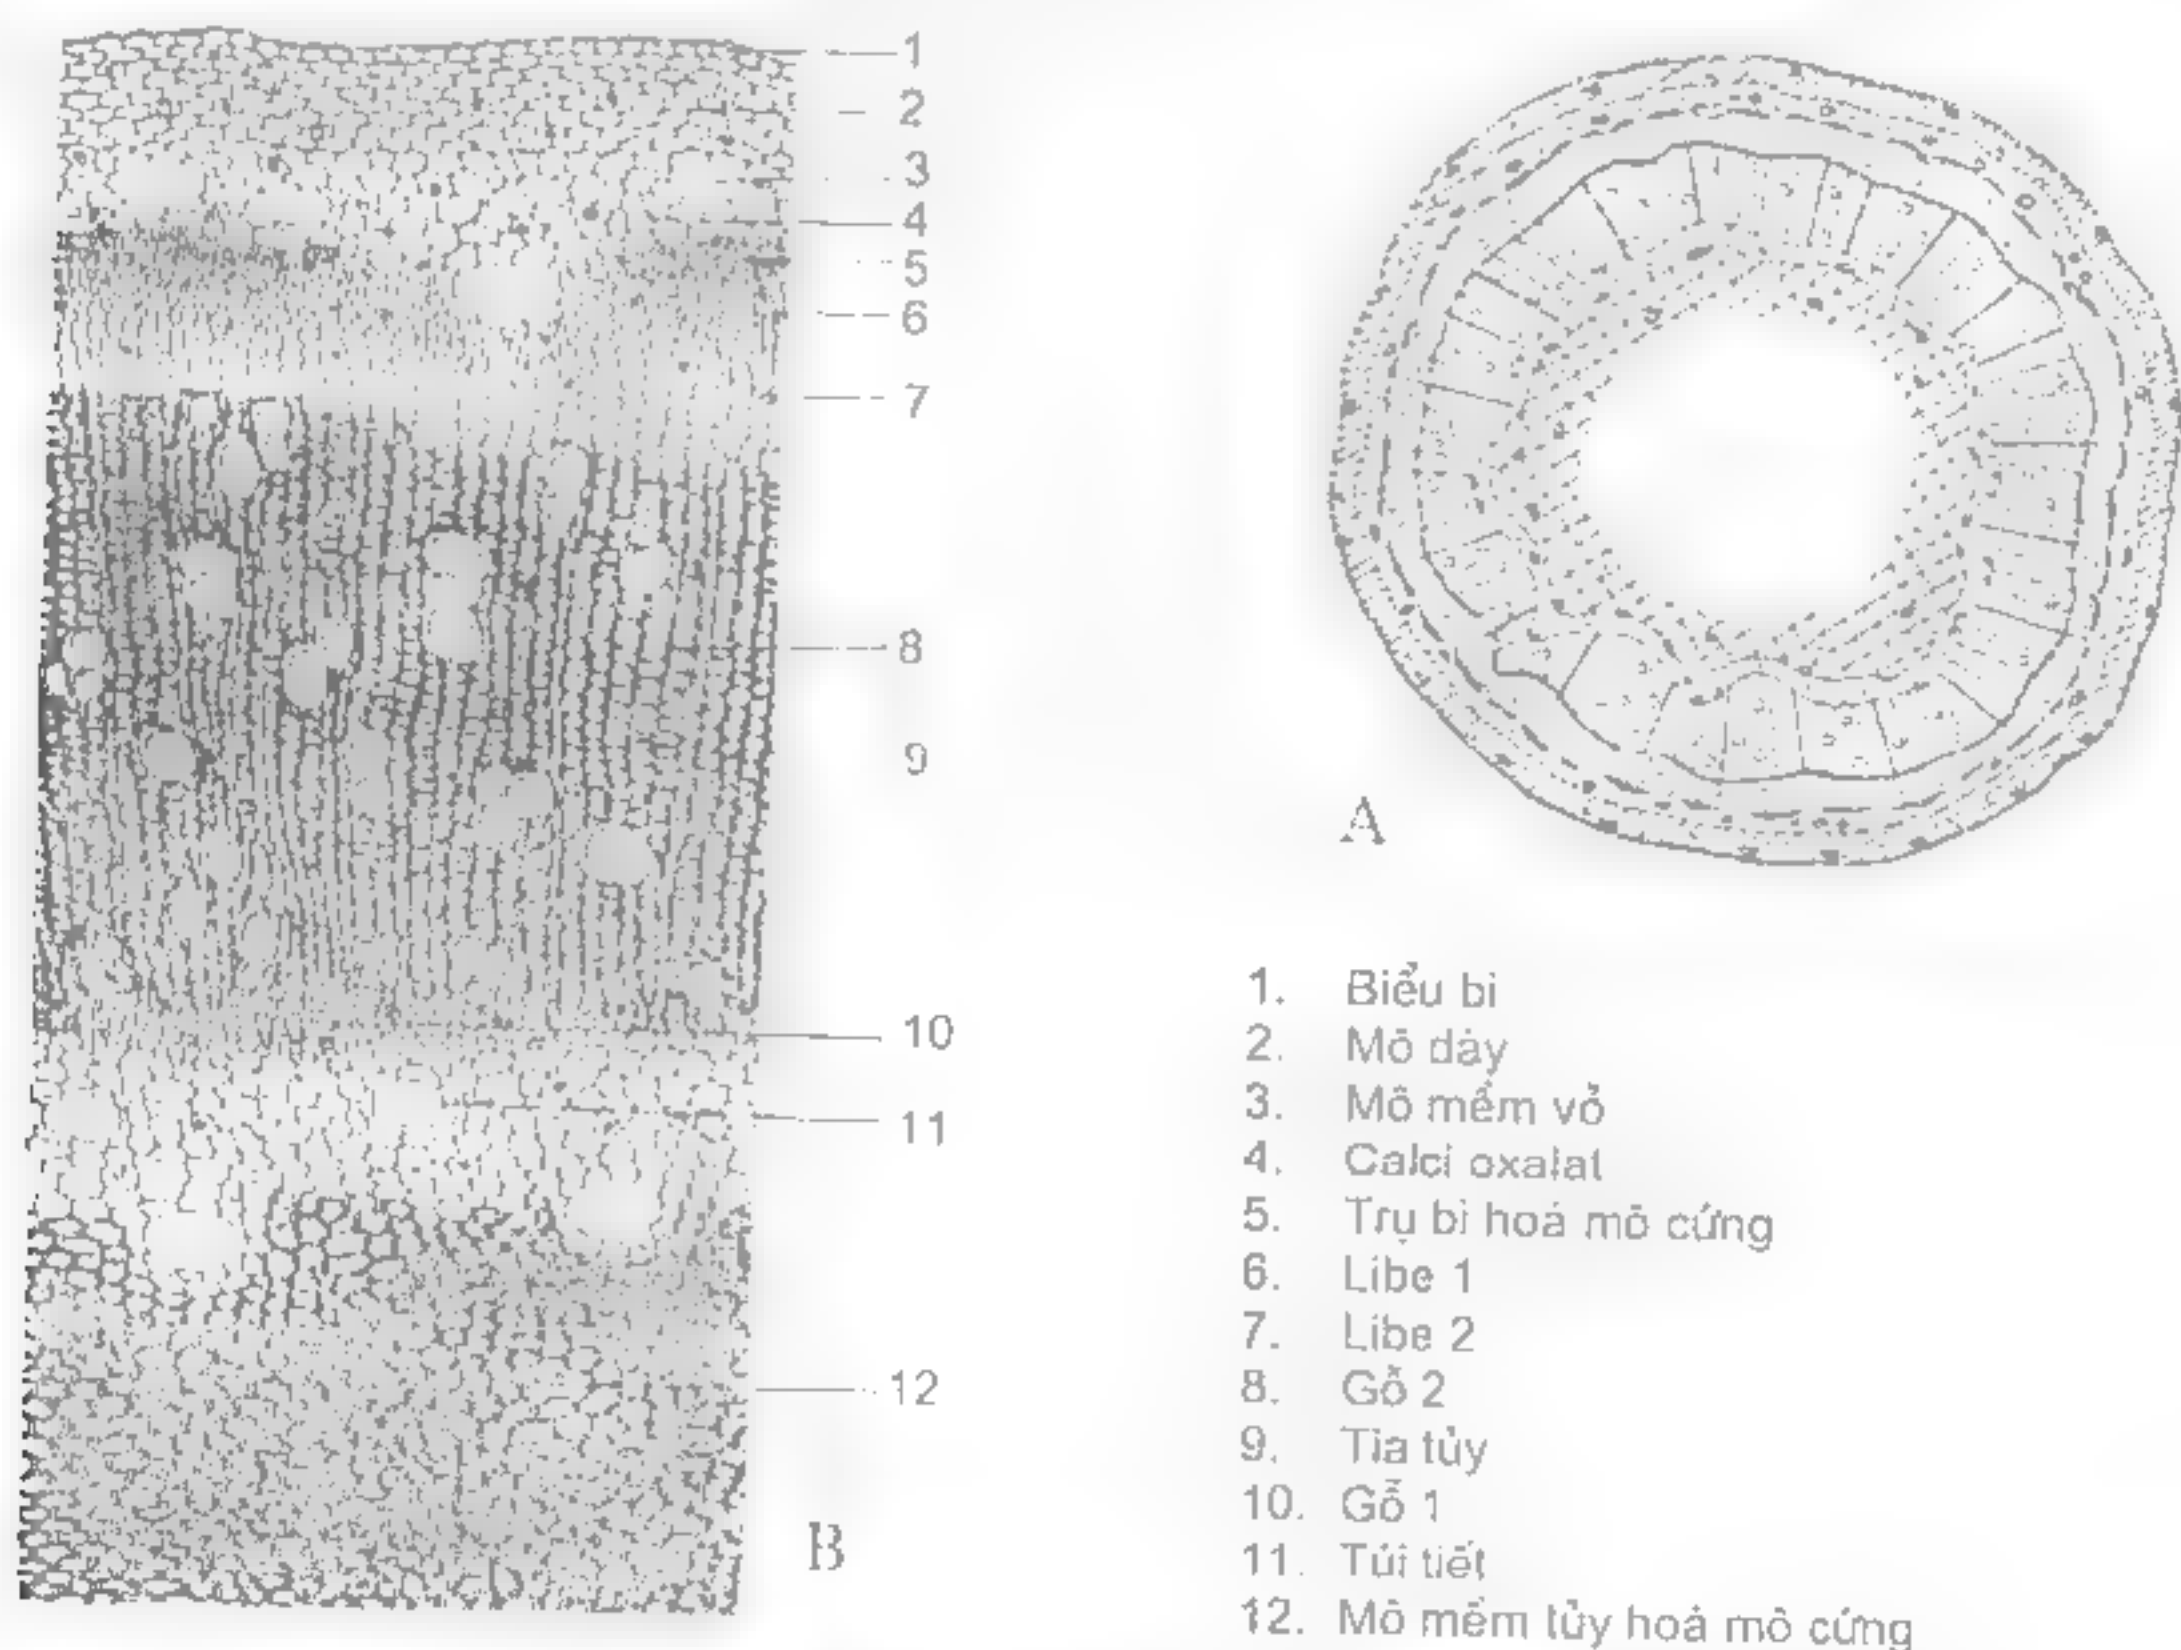 1
2
3
4
5
6
7
8
9
10
11
12
A
B
1. Biểu bì
2. Mô dày
3. Mô mềm vỏ
4. Calci oxalat
5. Trụ bì hoá mô cứng
6. Libe 1
7. Libe 2
8. Gỗ 2
9. Tia tủy
10. Gỗ 1
11. Túi tiết
12. Mô mềm tủy hoá mô cứng